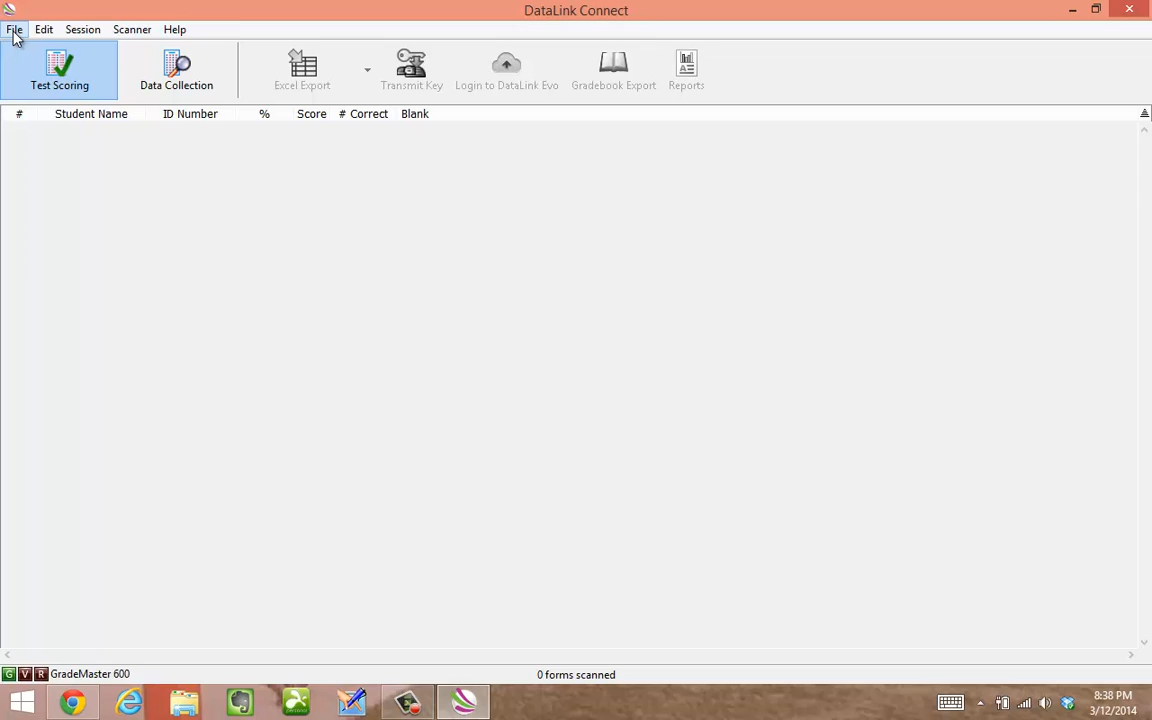 DataLink Connect
File Edit Session Scanner Help
Test Scoring Data Collection Excel Export Transmit Key Login to DataLink Evo Gradebook Export Reports
# Student Name ID Number % Score # Correct Blank
G V R GradeMaster 600 0 forms scanned
8:38 PM
3/12/2014